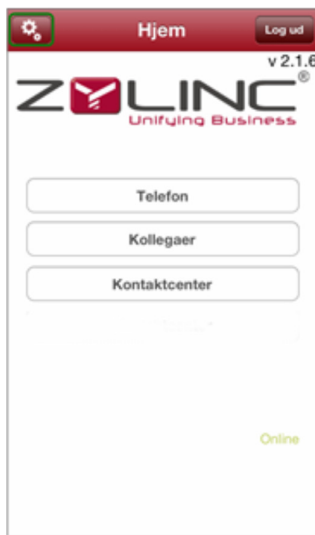 Hjem
Log ud
v 2.1.6
ZYLINC®
Unifying Business
Telefon
Kollegaer
Kontaktcenter
Online